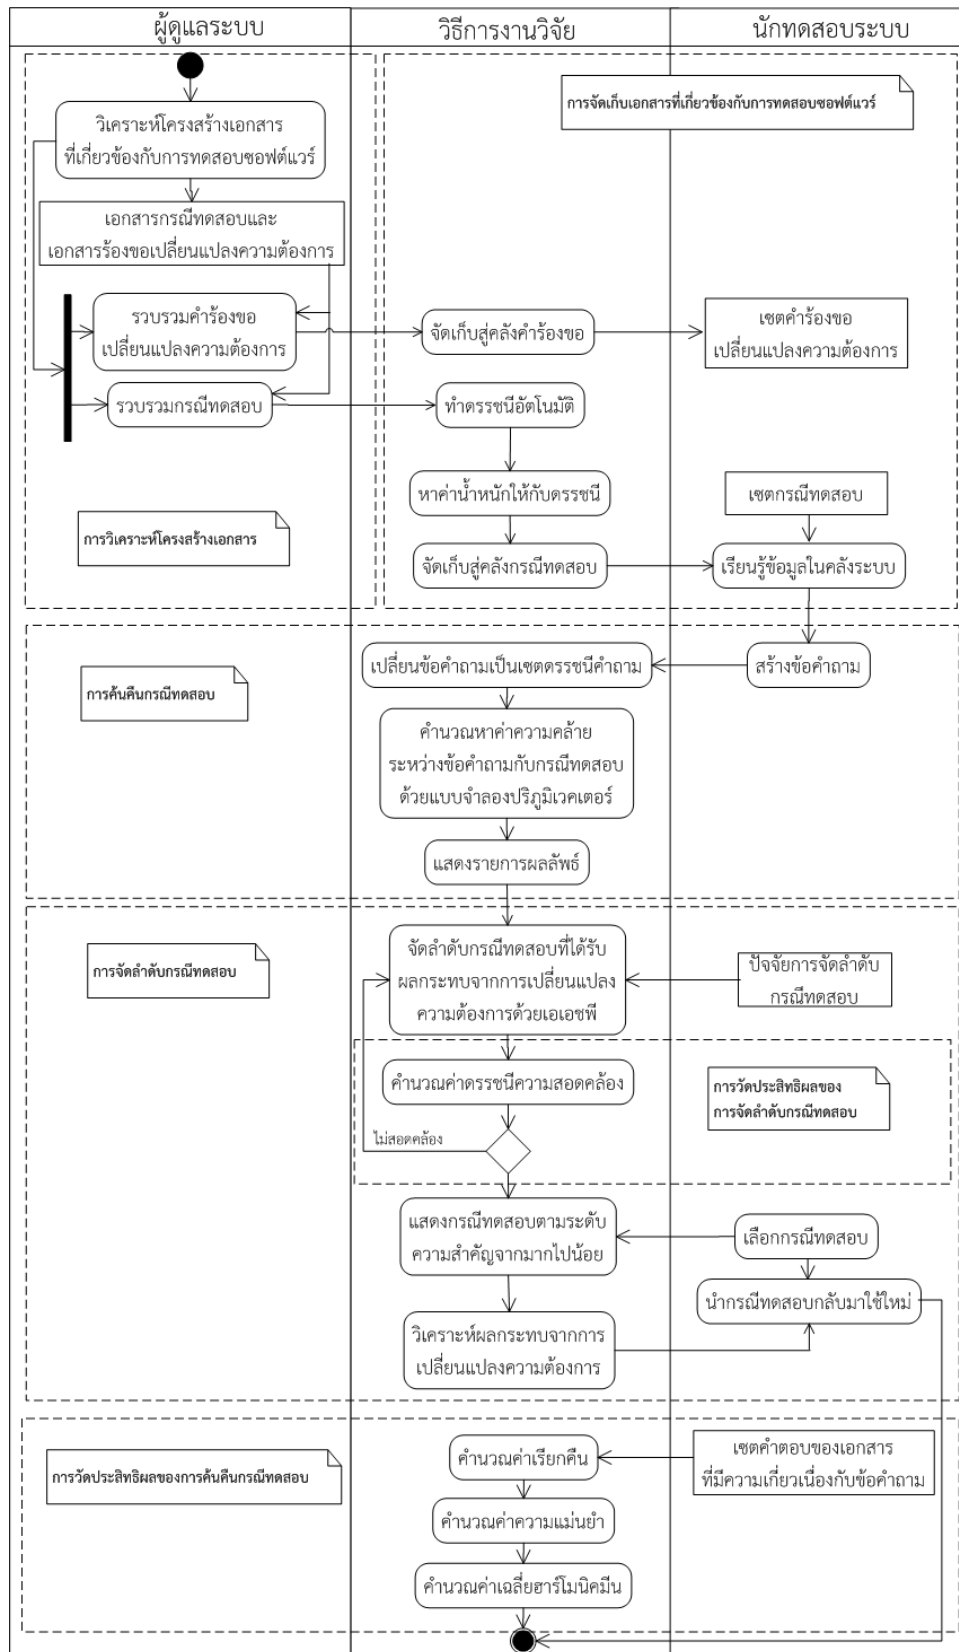 ผู้ดูแลระบบ
วิธีการงานวิจัย
นักทดสอบระบบ
การจัดเก็บเอกสารที่เกี่ยวข้องกับการทดสอบซอฟต์แวร์
วิเคราะห์โครงสร้างเอกสาร
ที่เกี่ยวข้องกับการทดสอบซอฟต์แวร์
เอกสารกรณีทดสอบและ
เอกสารร้องขอเปลี่ยนแปลงความต้องการ
รวบรวมคำร้องขอ
เปลี่ยนแปลงความต้องการ
จัดเก็บสู่คลังคำร้องขอ
เซตคำร้องขอ
เปลี่ยนแปลงความต้องการ
รวบรวมกรณีทดสอบ
ทำดรรชนีอัตโนมัติ
หาค่าน้ำหนักให้กับดรรชนี
เซตกรณีทดสอบ
การวิเคราะห์โครงสร้างเอกสาร
จัดเก็บสู่คลังกรณีทดสอบ
เรียนรู้ข้อมูลในคลังระบบ
เปลี่ยนข้อคำถามเป็นเซตดรรชนีคำถาม
สร้างข้อคำถาม
การค้นคืนกรณีทดสอบ
คำนวณหาค่าความคล้าย
ระหว่างข้อคำถามกับกรณีทดสอบ
ด้วยแบบจำลองปริภูมิเวคเตอร์
แสดงรายการผลลัพธ์
การจัดลำดับกรณีทดสอบ
จัดลำดับกรณีทดสอบที่ได้รับ
ผลกระทบจากการเปลี่ยนแปลง
ความต้องการด้วยเอเอชพี
ปัจจัยการจัดลำดับ
กรณีทดสอบ
คำนวณค่าดรรชนีความสอดคล้อง
การวัดประสิทธิผลของ
การจัดลำดับกรณีทดสอบ
ไม่สอดคล้อง
แสดงกรณีทดสอบตามระดับ
ความสำคัญจากมากไปน้อย
เลือกกรณีทดสอบ
นำกรณีทดสอบกลับมาใช้ใหม่
วิเคราะห์ผลกระทบจากการ
เปลี่ยนแปลงความต้องการ
การวัดประสิทธิผลของการค้นคืนกรณีทดสอบ
คำนวณค่าเรียกคืน
เซตคำตอบของเอกสาร
ที่มีความเกี่ยวเนื่องกับข้อคำถาม
คำนวณค่าความแม่นยำ
คำนวณค่าเฉลี่ยฮาร์โมนิคมีน